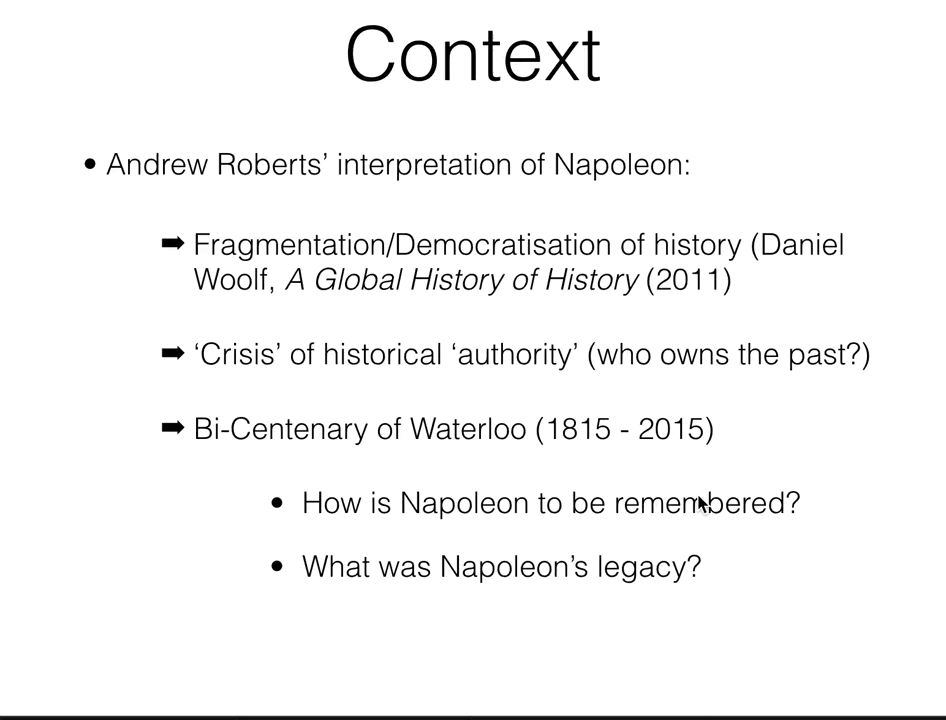 Context
• Andrew Roberts’ interpretation of Napoleon:
➡ Fragmentation/Democratisation of history (Daniel
Woolf, A Global History of History (2011)
➡ ‘Crisis’ of historical ‘authority’ (who owns the past?)
➡ Bi-Centenary of Waterloo (1815 - 2015)
• How is Napoleon to be remembered?
• What was Napoleon’s legacy?